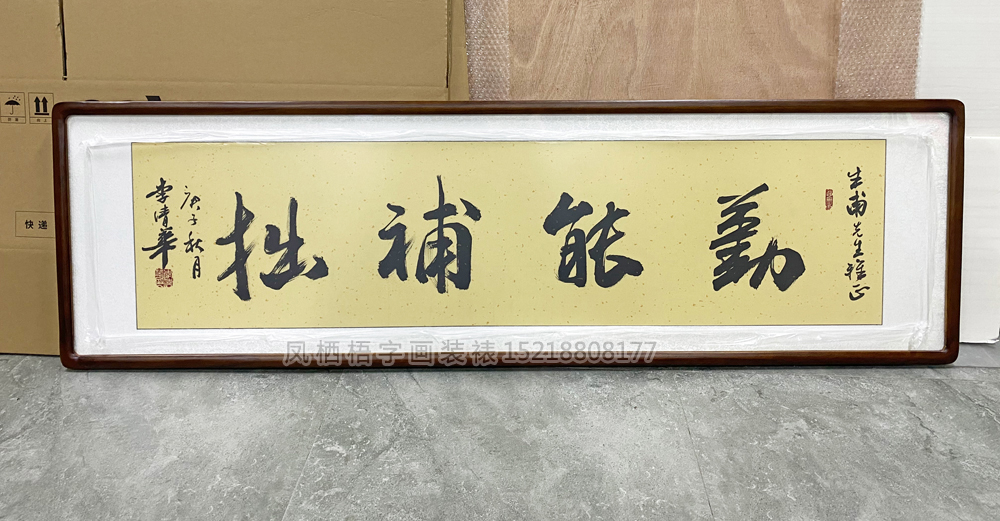 生甫先生雅正
勤能補拙
庚子秋月
李清華
凤栖梧字画装裱15218808177
快递